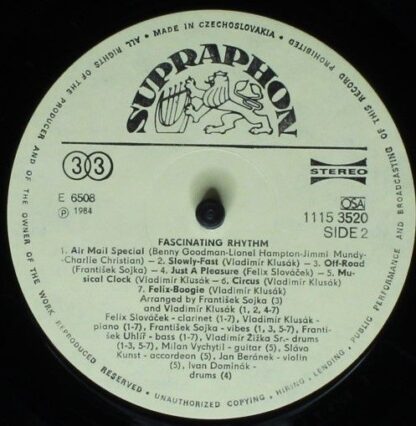 • MADE IN CZECHOSLOVAKIA •
ALL RIGHTS OF THE PRODUCER AND OF THE OWNER OF THE WORK REPRODUCED RESERVED • UNAUTHORIZED COPYING • HIRING • LENDING • PUBLIC PERFORMANCE AND BROADCASTING OF THIS RECORD PROHIBITED
SUPRAPHON
33
STEREO
E 6508
OSA
Ⓟ 1984
1115 3520
SIDE 2
FASCINATING RHYTHM
1. Air Mail Special (Benny Goodman-Lionel Hampton-Jimmi Mundy-
-Charlie Christian) – 2. Slowly-Fast (Vladimír Klusák) – 3. Off-Road
(František Sojka) – 4. Just A Pleasure (Felix Slováček) – 5. Mu-
sical Clock (Vladimír Klusák) – 6. Circus (Vladimír Klusák)
7. Felix-Boogie (Vladimír Klusák)
Arranged by František Sojka (3)
and Vladimír Klusák (1, 2, 4-7)
Felix Slováček - clarinet (1-7), Vladimír Klusák-
piano (1-7), František Sojka - vibes (1, 3, 5-7), Franti-
šek Uhlíř - bass (1-7), Vladimír Žižka Sr.- drums
(1-3, 5-7), Milan Vychytil - guitar (5), Sláva
Kunst - accordeon (5), Jan Beránek - violin
(5), Ivan Dominák -
drums (4)